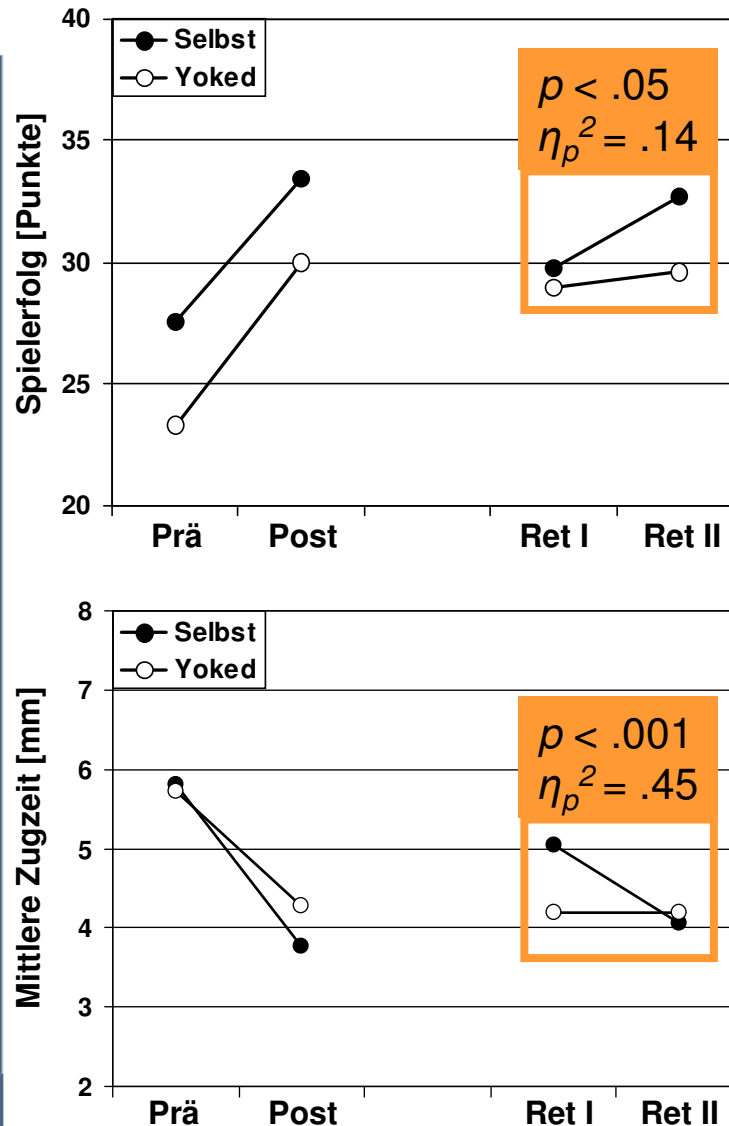 40
35
30
25
20
Spielerfolg [Punkte]
Selbst
Yoked
p < .05
ηp² = .14
Prä Post Ret I Ret II
8
7
6
5
4
3
2
Mittlere Zugzeit [mm]
Selbst
Yoked
p < .001
ηp² = .45
Prä Post Ret I Ret II